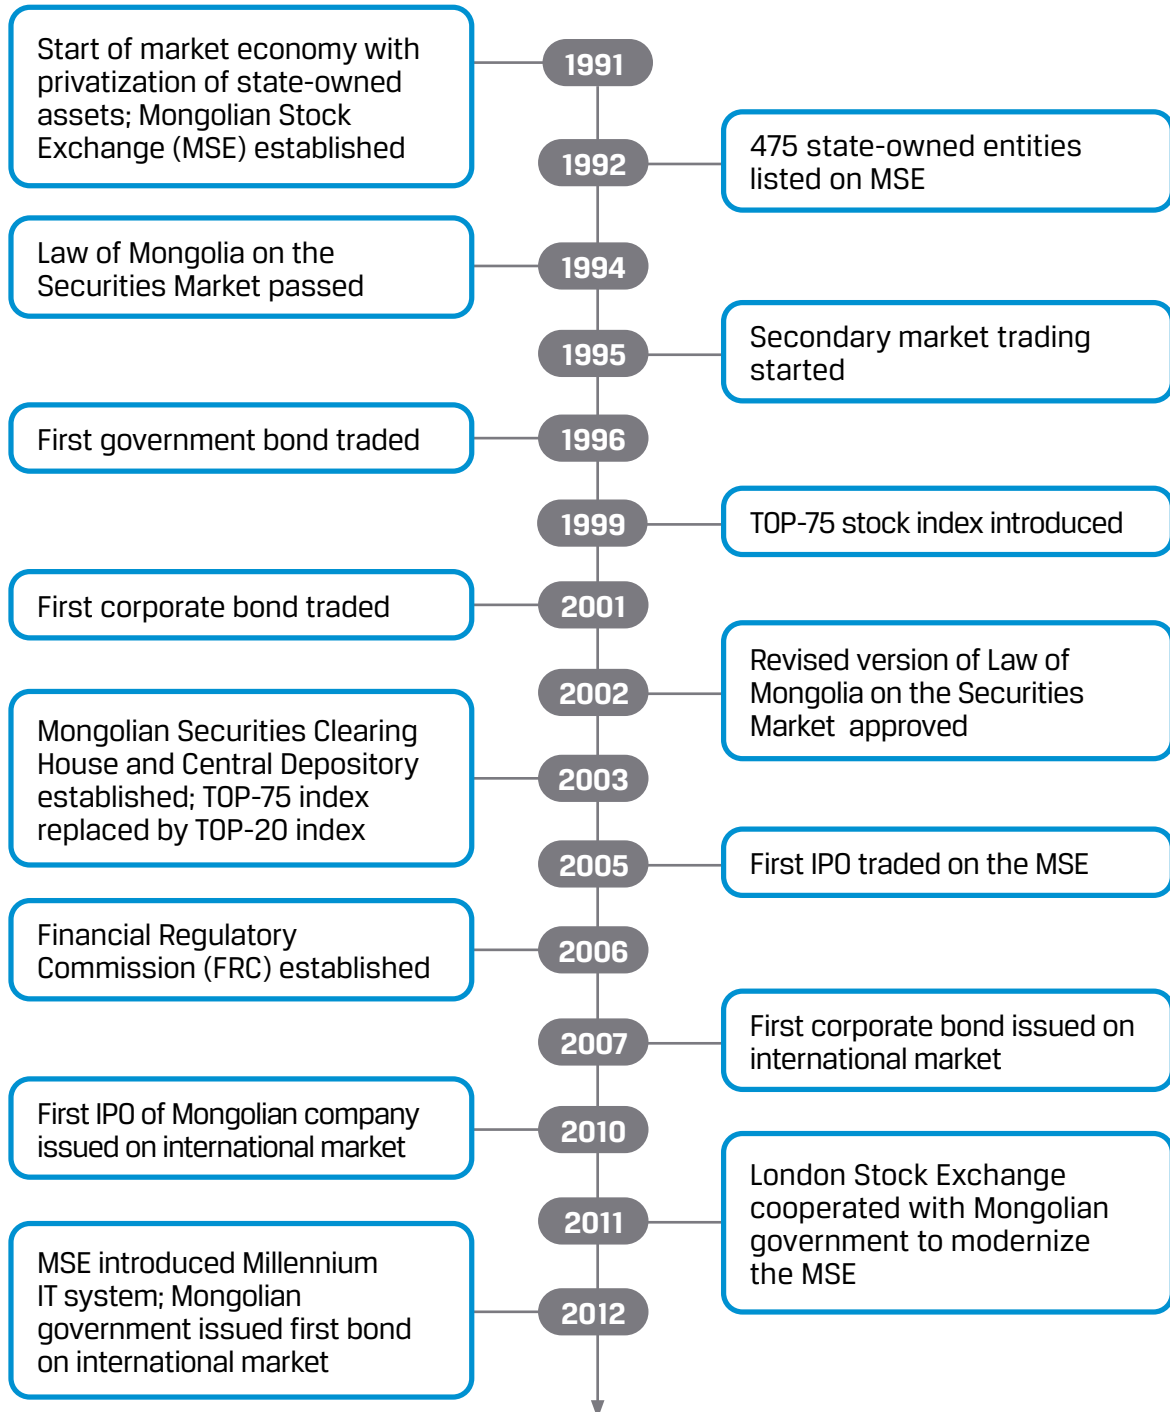 Start of market economy with
privatization of state-owned
assets; Mongolian Stock
Exchange (MSE) established
1991
1992
475 state-owned entities
listed on MSE
Law of Mongolia on the
Securities Market passed
1994
1995
Secondary market trading
started
First government bond traded
1996
1999
TOP-75 stock index introduced
First corporate bond traded
2001
2002
Revised version of Law of
Mongolia on the Securities
Market approved
Mongolian Securities Clearing
House and Central Depository
established; TOP-75 index
replaced by TOP-20 index
2003
2005
First IPO traded on the MSE
Financial Regulatory
Commission (FRC) established
2006
2007
First corporate bond issued on
international market
First IPO of Mongolian company
issued on international market
2010
2011
London Stock Exchange
cooperated with Mongolian
government to modernize
the MSE
MSE introduced Millennium
IT system; Mongolian
government issued first bond
on international market
2012